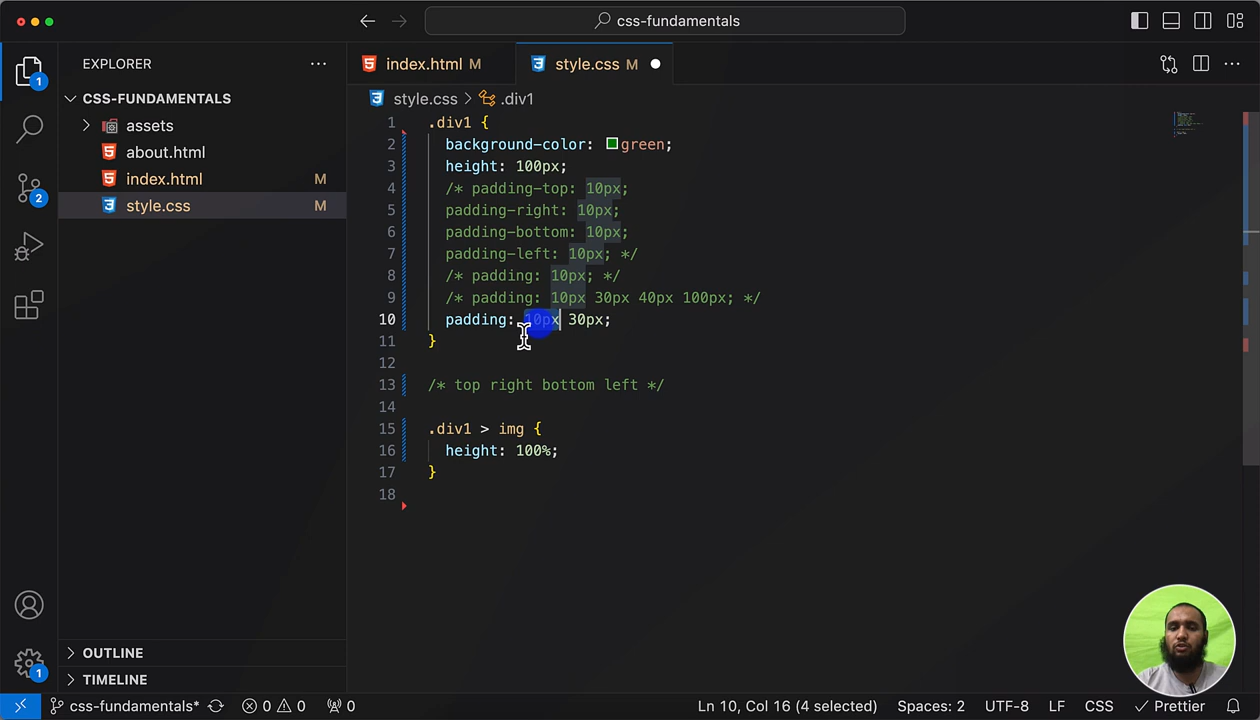 css-fundamentals
EXPLORER
index.html M
style.css M
CSS-FUNDAMENTALS
style.css > .div1
assets
about.html
index.html M
style.css M
1 .div1 {
2 background-color: green;
3 height: 100px;
4 /* padding-top: 10px;
5 padding-right: 10px;
6 padding-bottom: 10px;
7 padding-left: 10px; */
8 /* padding: 10px; */
9 /* padding: 10px 30px 40px 100px; */
10 padding: 10px 30px;
11 }
12
13 /* top right bottom left */
14
15 .div1 > img {
16 height: 100%;
17 }
18
1
2
1
OUTLINE
TIMELINE
css-fundamentals* 0 0 0 Ln 10, Col 16 (4 selected) Spaces: 2 UTF-8 LF CSS Prettier